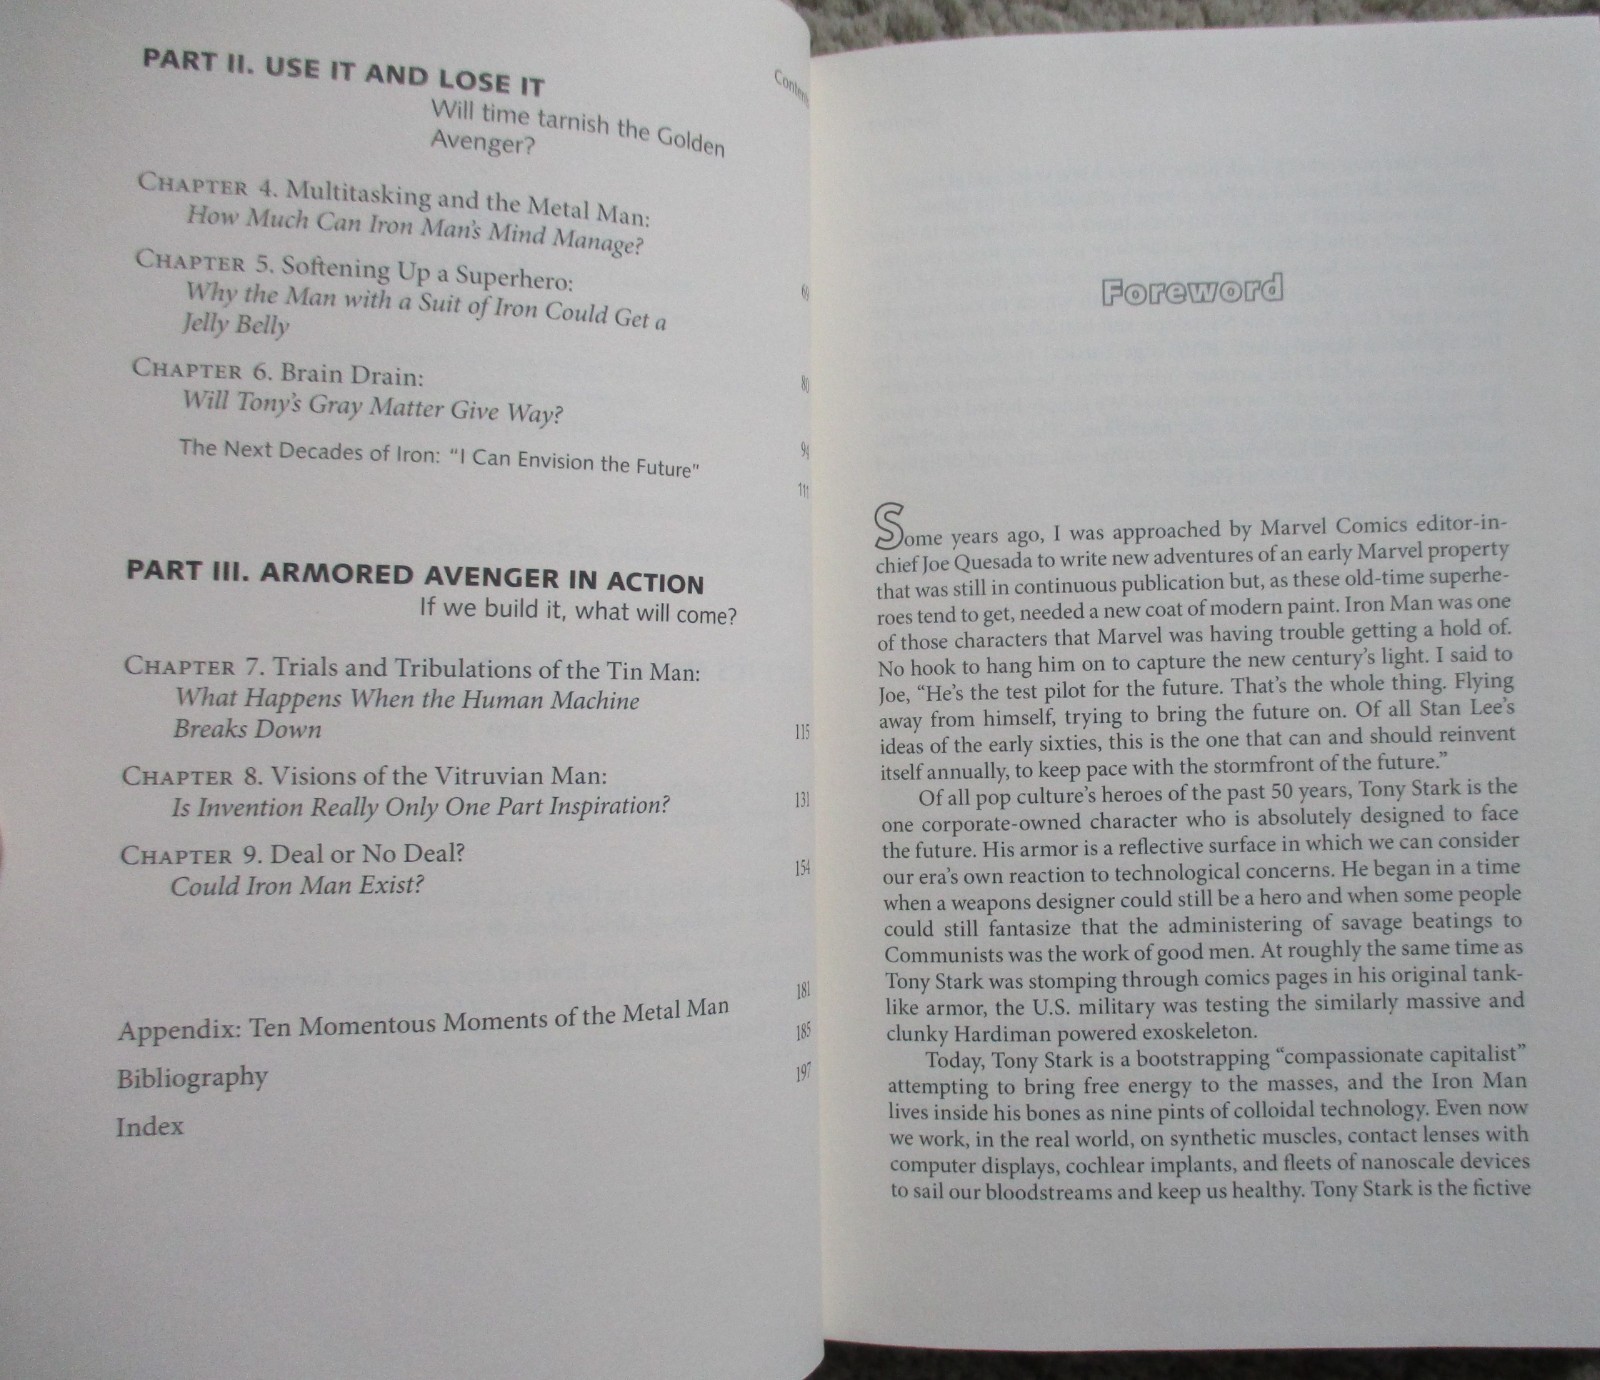 Conten
PART II. USE IT AND LOSE IT
Will time tarnish the Golden
Avenger?
CHAPTER 4. Multitasking and the Metal Man:
How Much Can Iron Man's Mind Manage?
CHAPTER 5. Softening Up a Superhero: 69
Why the Man with a Suit of Iron Could Get a
Jelly Belly
CHAPTER 6. Brain Drain: 80
Will Tony's Gray Matter Give Way?
The Next Decades of Iron: "I Can Envision the Future" 94
111
PART III. ARMORED AVENGER IN ACTION
If we build it, what will come?
CHAPTER 7. Trials and Tribulations of the Tin Man:
What Happens When the Human Machine
Breaks Down 115
CHAPTER 8. Visions of the Vitruvian Man:
Is Invention Really Only One Part Inspiration? 131
CHAPTER 9. Deal or No Deal? 154
Could Iron Man Exist?
181
Appendix: Ten Momentous Moments of the Metal Man 185
Bibliography 197
Index
Foreword
Some years ago, I was approached by Marvel Comics editor-in-
chief Joe Quesada to write new adventures of an early Marvel property
that was still in continuous publication but, as these old-time superhe-
roes tend to get, needed a new coat of modern paint. Iron Man was one
of those characters that Marvel was having trouble getting a hold of.
No hook to hang him on to capture the new century's light. I said to
Joe, "He's the test pilot for the future. That's the whole thing. Flying
away from himself, trying to bring the future on. Of all Stan Lee's
ideas of the early sixties, this is the one that can and should reinvent
itself annually, to keep pace with the stormfront of the future."
Of all pop culture's heroes of the past 50 years, Tony Stark is the
one corporate-owned character who is absolutely designed to face
the future. His armor is a reflective surface in which we can consider
our era's own reaction to technological concerns. He began in a time
when a weapons designer could still be a hero and when some people
could still fantasize that the administering of savage beatings to
Communists was the work of good men. At roughly the same time as
Tony Stark was stomping through comics pages in his original tank-
like armor, the U.S. military was testing the similarly massive and
clunky Hardiman powered exoskeleton.
Today, Tony Stark is a bootstrapping "compassionate capitalist"
attempting to bring free energy to the masses, and the Iron Man
lives inside his bones as nine pints of colloidal technology. Even now
we work, in the real world, on synthetic muscles, contact lenses with
computer displays, cochlear implants, and fleets of nanoscale devices
to sail our bloodstreams and keep us healthy. Tony Stark is the fictive